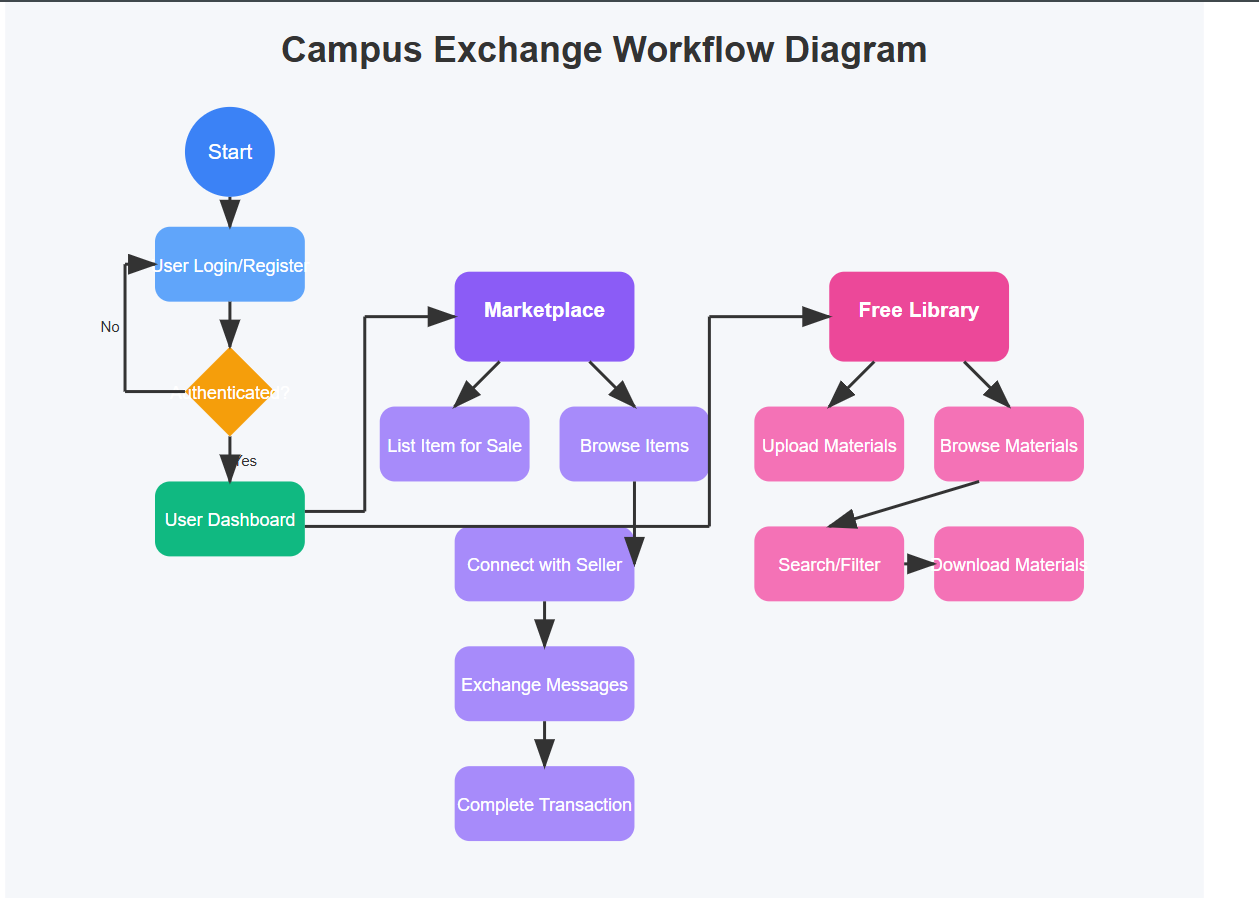 Campus Exchange Workflow Diagram
Start
User Login/Register
No
Authenticated?
Yes
User Dashboard
Marketplace
List Item for Sale
Browse Items
Connect with Seller
Exchange Messages
Complete Transaction
Free Library
Upload Materials
Browse Materials
Search/Filter
Download Materials